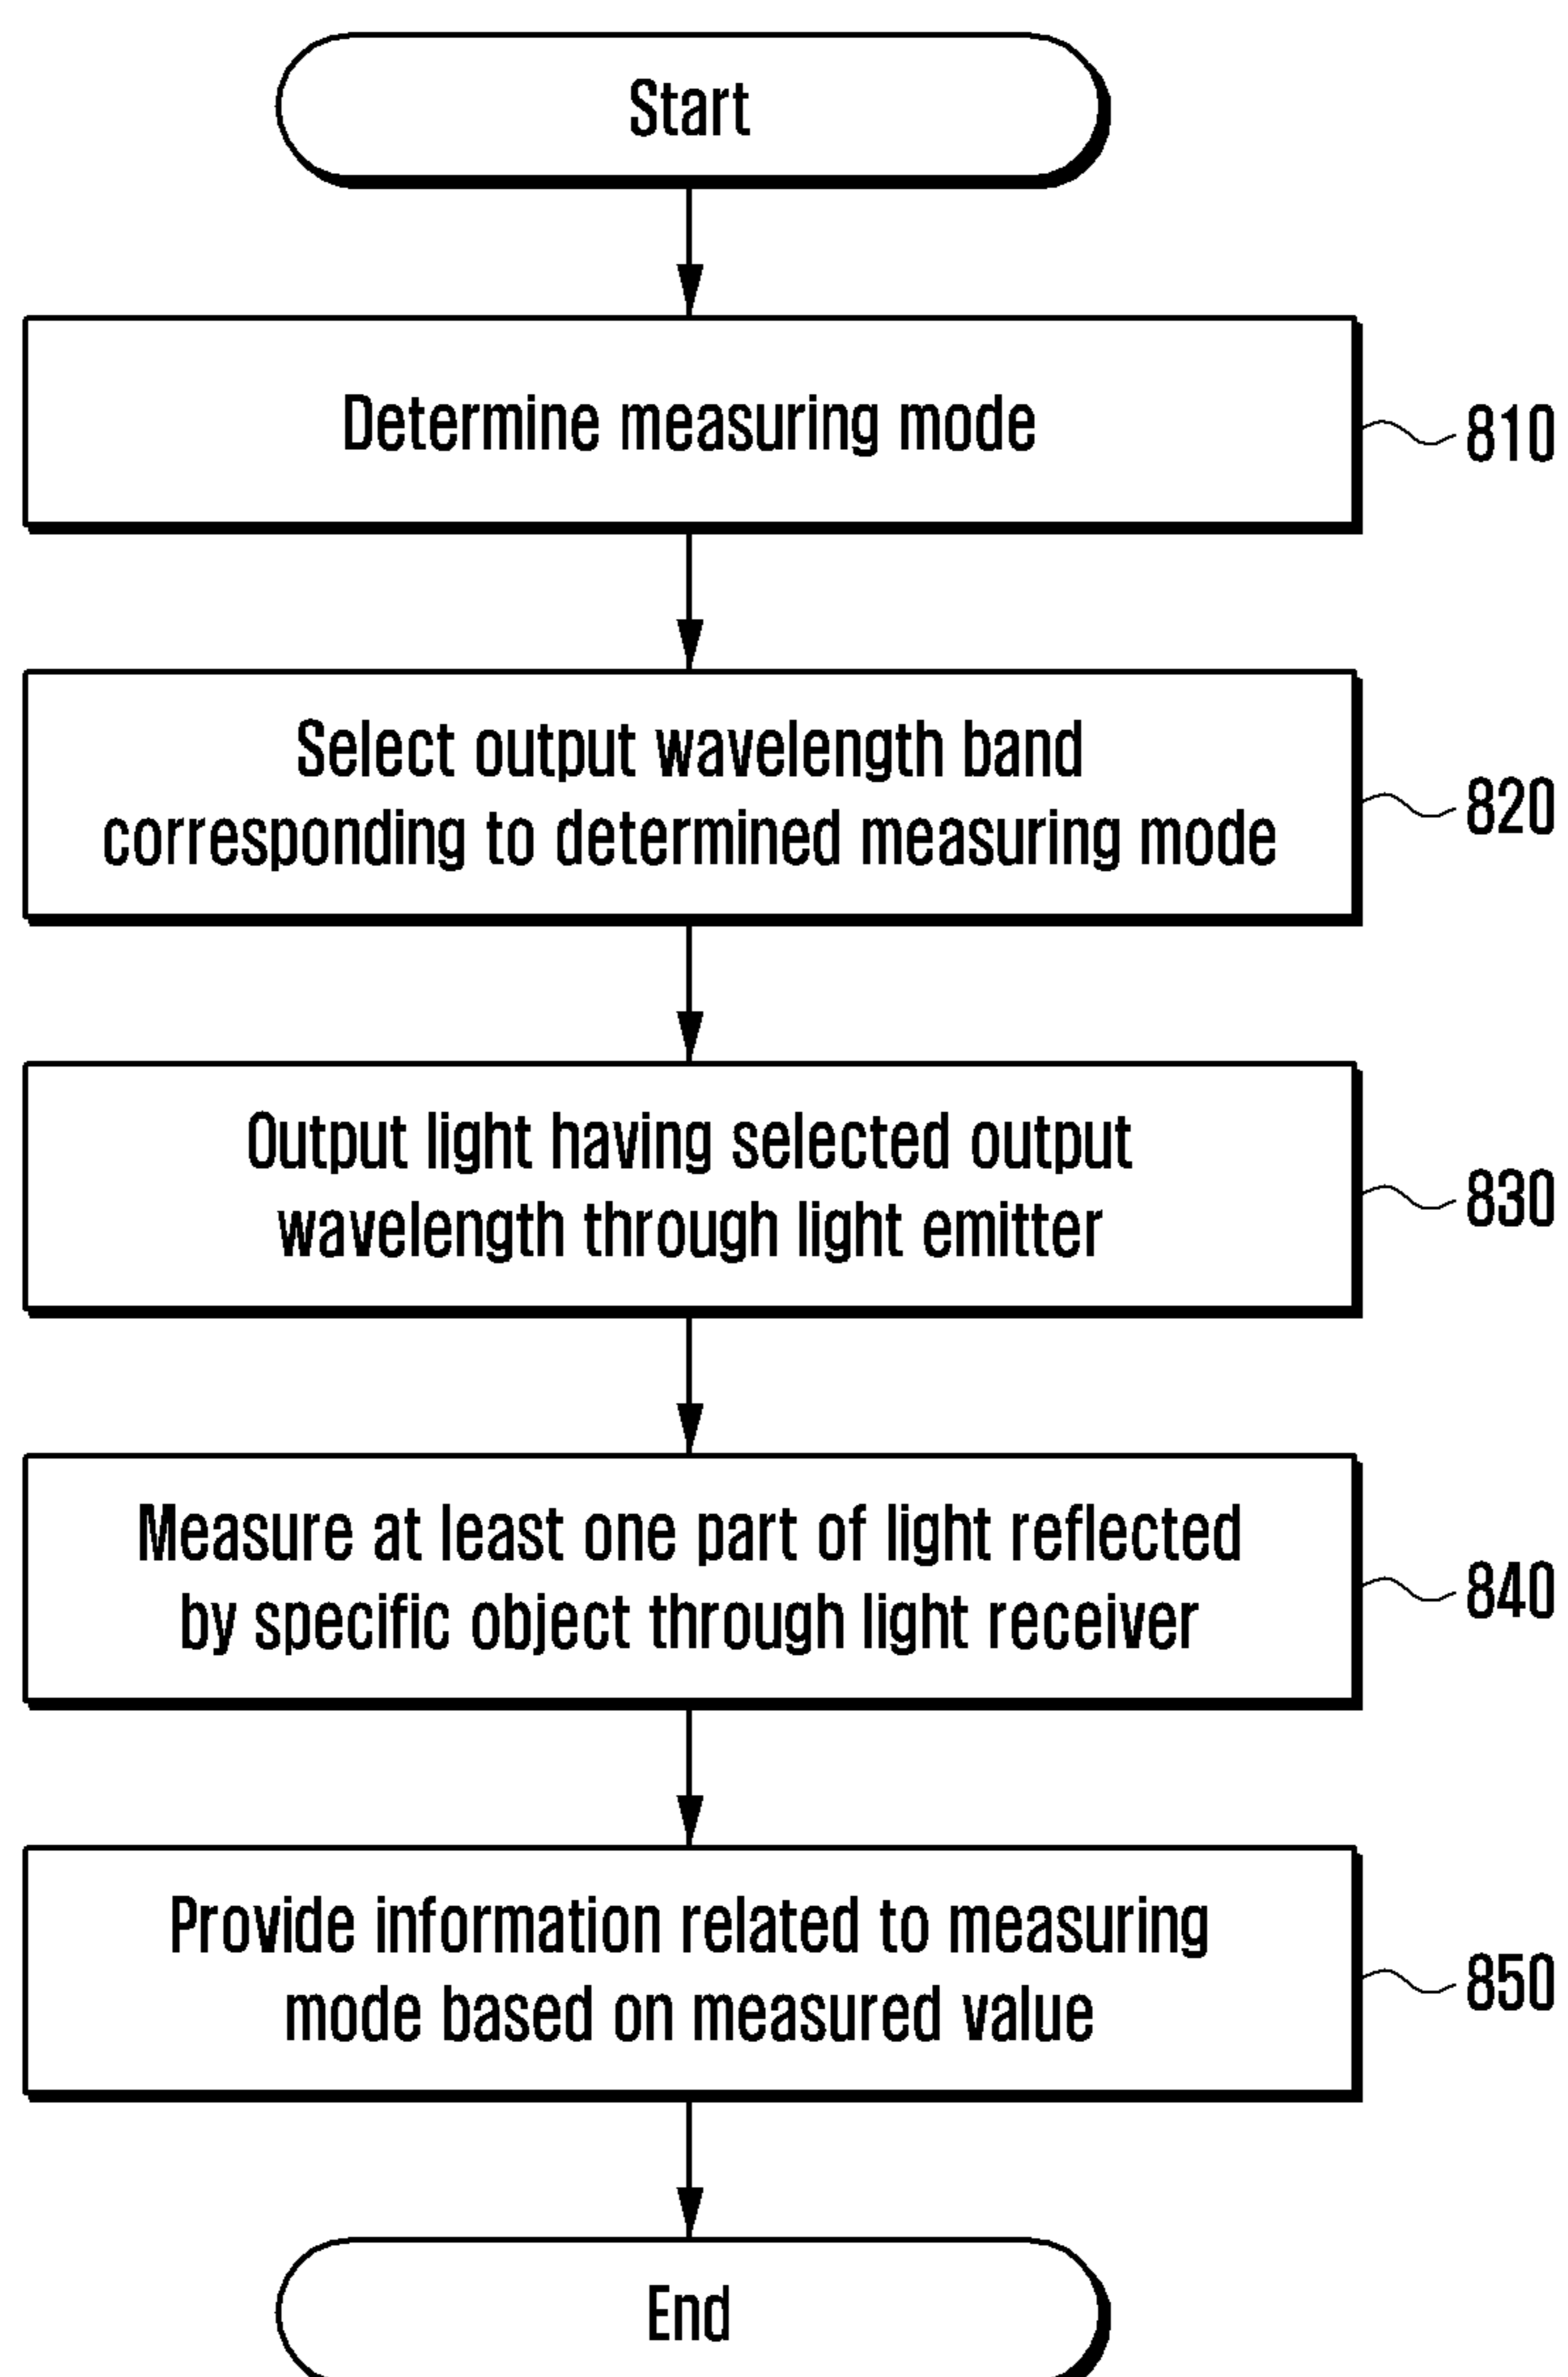 Start
Determine measuring mode
810
Select output wavelength band
corresponding to determined measuring mode
820
Output light having selected output
wavelength through light emitter
830
Measure at least one part of light reflected
by specific object through light receiver
840
Provide information related to measuring
mode based on measured value
850
End